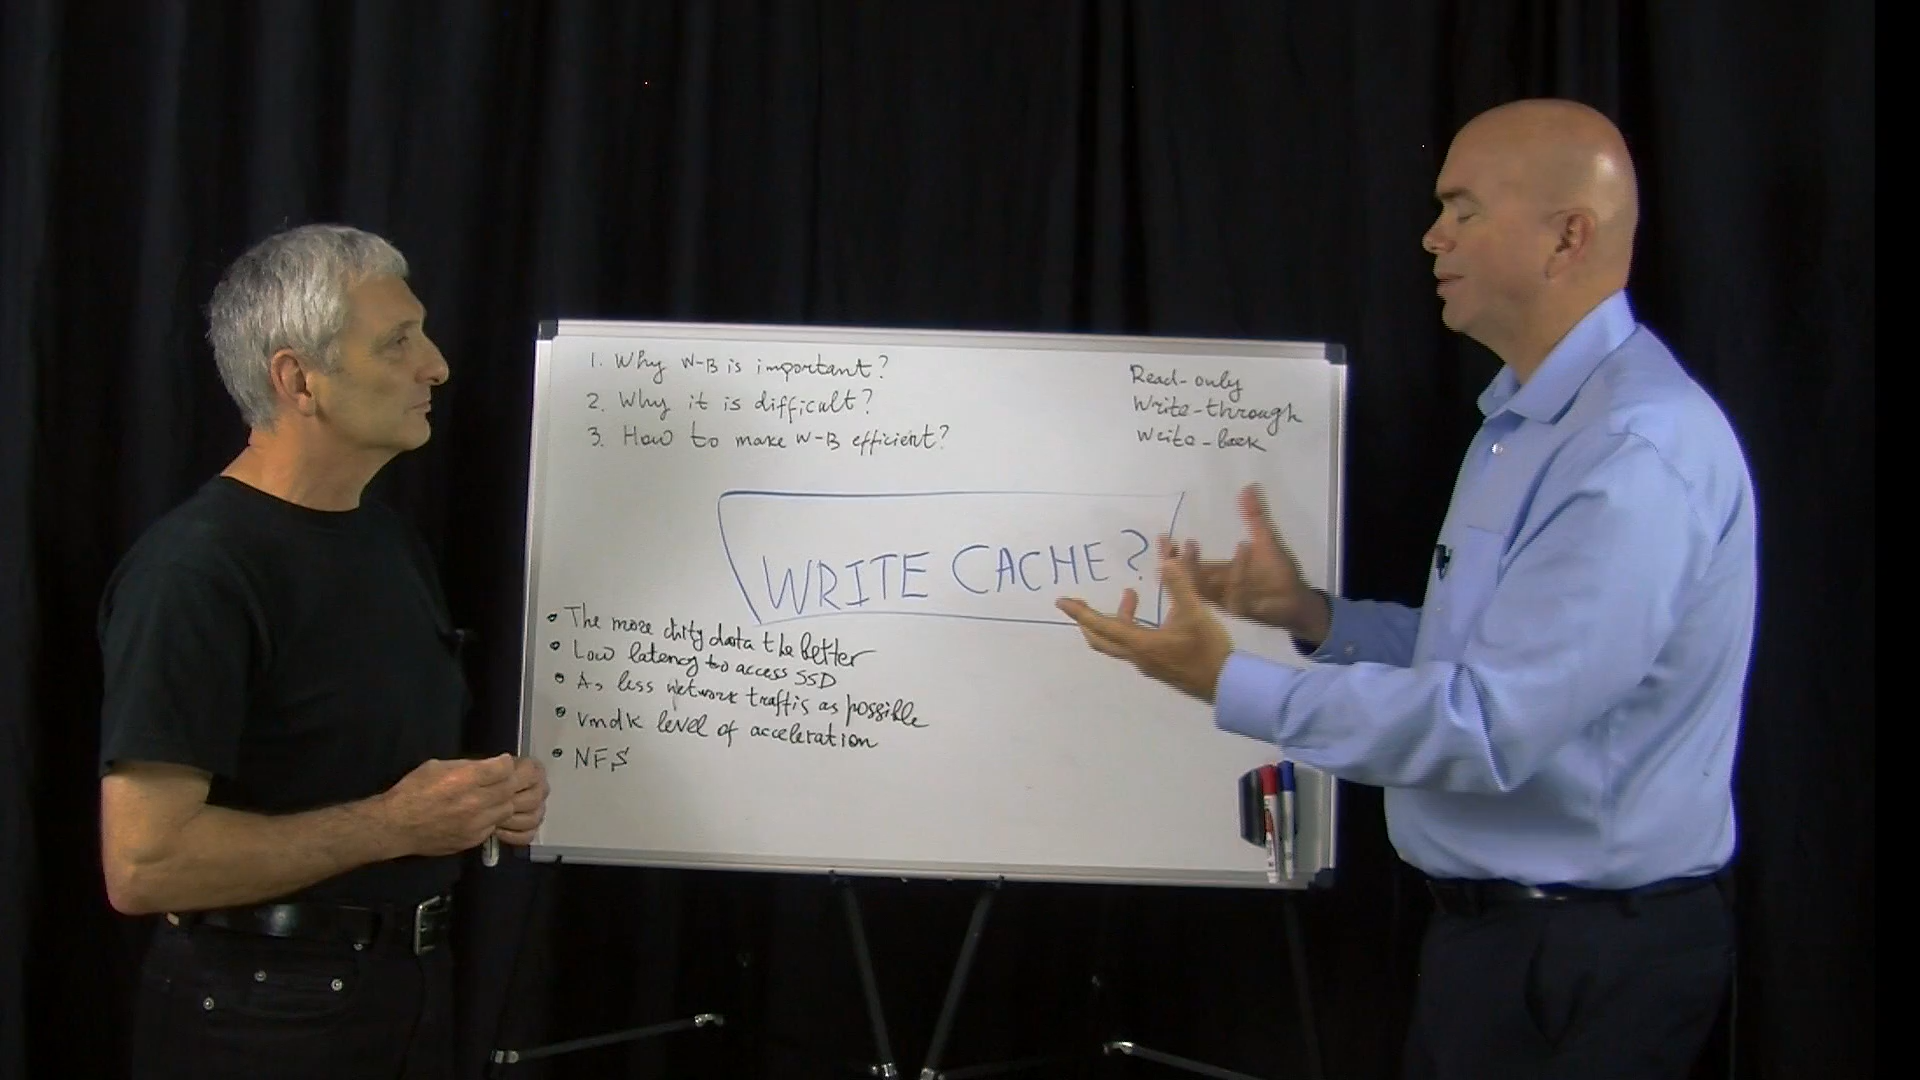 1. Why W-B is important?
2. Why it is difficult?
3. How to make W-B efficient?
Read-only
Write-through
Write-back
WRITE CACHE?
• The more dirty data the better
• Low latency to access SSD
• As less network traffis as possible
• vmdk level of acceleration
• NFS